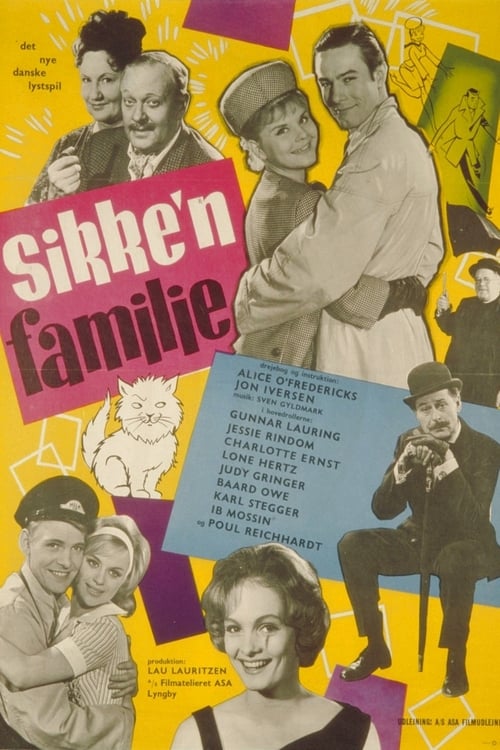 det
nye
danske
lystspil
Sikke'n
familie
drejebog og instruktion:
ALICE O'FREDERICKS
JON IVERSEN
musik: SVEN GYLDMARK
i hovedrollerne:
GUNNAR LAURING
JESSIE RINDOM
CHARLOTTE ERNST
LONE HERTZ
JUDY GRINGER
BAARD OWE
KARL STEGGER
IB MOSSIN
og POUL REICHHARDT
produktion:
LAU LAURITZEN
A/S Filmatelieret ASA
Lyngby
UDLEJNING: A/S ASA FILMUDLEJNI